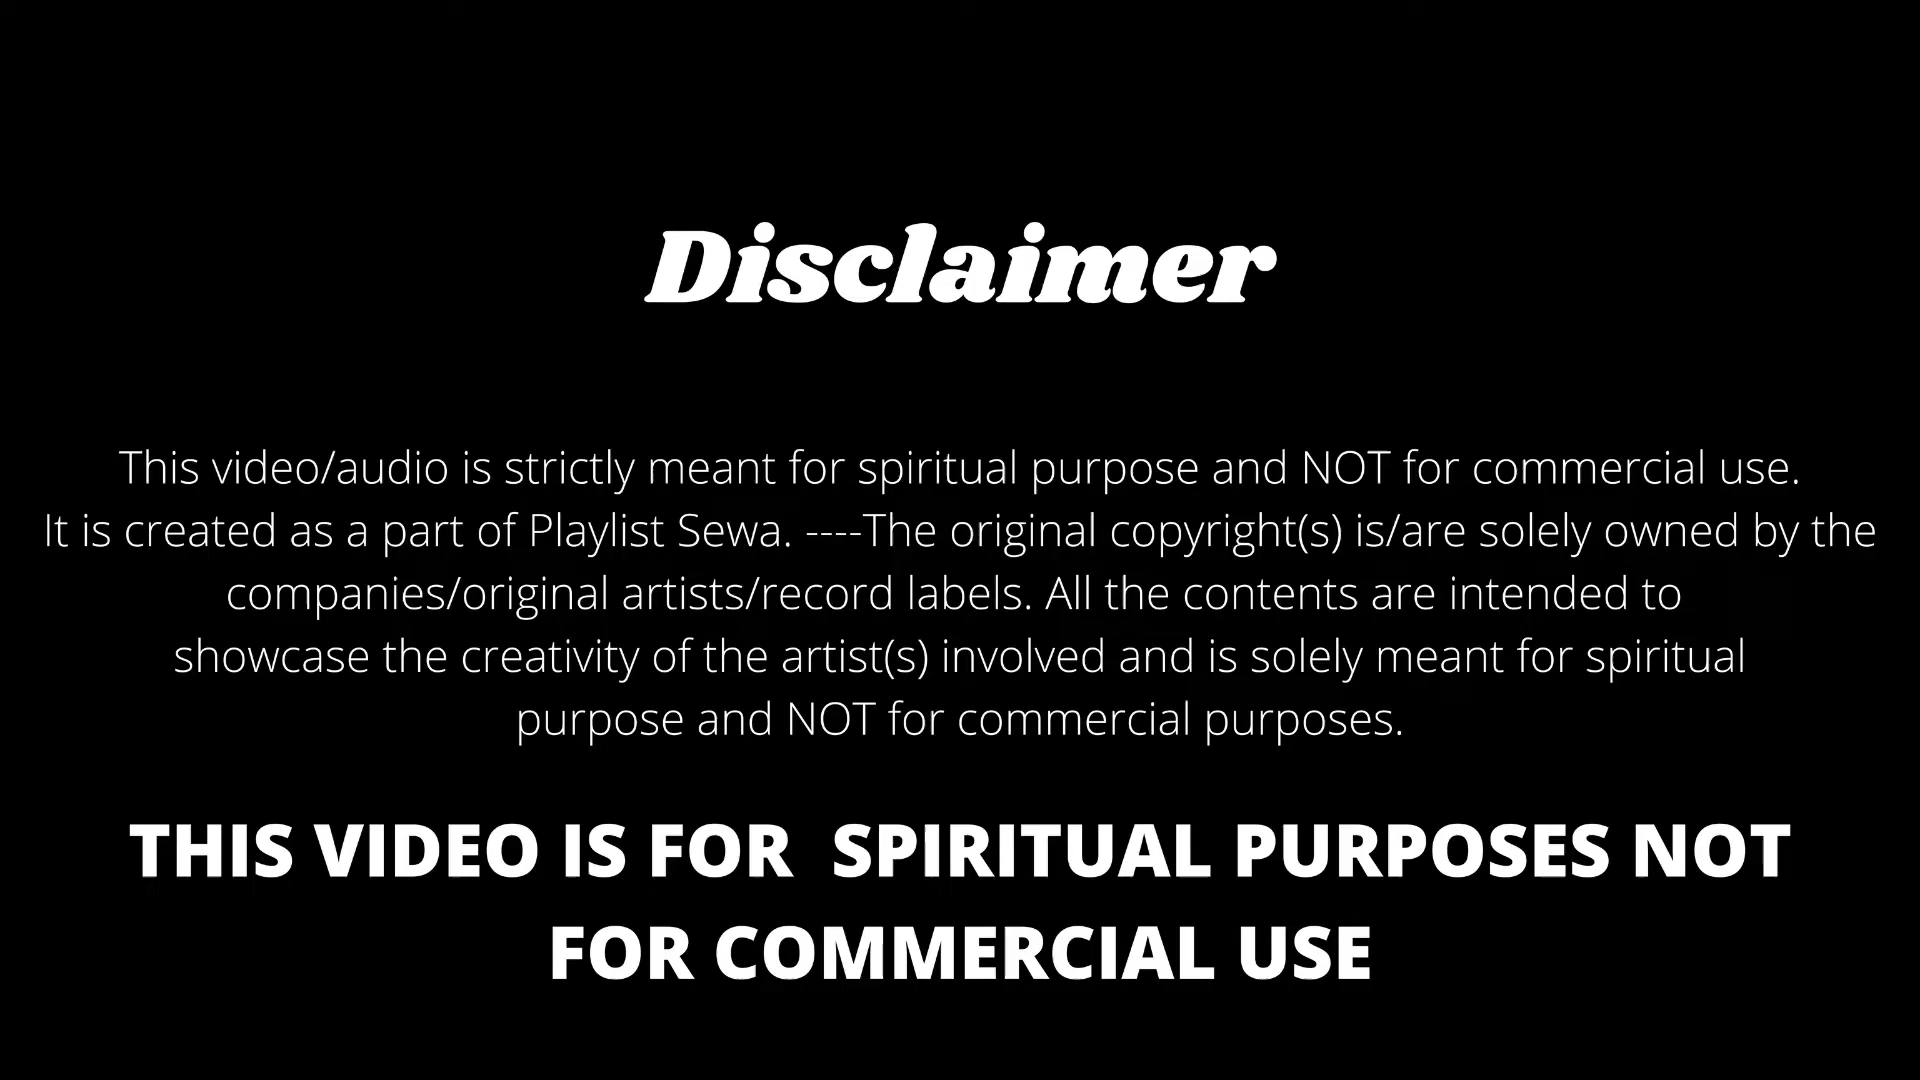 Disclaimer
This video/audio is strictly meant for spiritual purpose and NOT for commercial use.
It is created as a part of Playlist Sewa. ----The original copyright(s) is/are solely owned by the
companies/original artists/record labels. All the contents are intended to
showcase the creativity of the artist(s) involved and is solely meant for spiritual
purpose and NOT for commercial purposes.
THIS VIDEO IS FOR  SPIRITUAL PURPOSES NOT
FOR COMMERCIAL USE